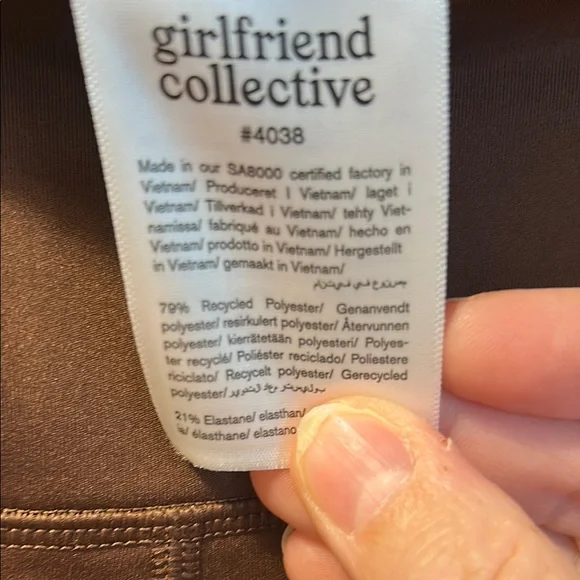 girlfriend
collective
#4038
Made in our SA8000 certified factory in
Vietnam/ Produceret i Vietnam/ laget i
Vietnam/ Tillverkad i Vietnam/ tehty Viet-
namissa/ fabriqué au Vietnam/ hecho en
Vietnam/ prodotto in Vietnam/ Hergestellt
in Vietnam/ gemaakt in Vietnam/
79% Recycled Polyester/ Genanvendt
polyester/ resirkulert polyester/ Återvunnen
polyester/ kierrätetään polyesteri/ Polyes-
ter recyclé/ Poliéster reciclado/ Poliestere
riciclato/ Recycelt polyester/ Gerecycled
polyester/
21% Elastane/ elasthan/
élasthane/ elastano